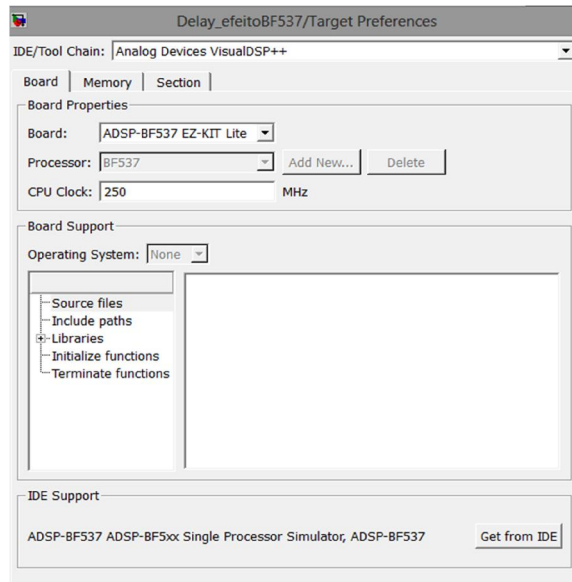 Delay_efeitoBF537/Target Preferences
IDE/Tool Chain: Analog Devices VisualDSP++
Board Memory Section
Board Properties
Board: ADSP-BF537 EZ-KIT Lite
Processor: BF537 Add New... Delete
CPU Clock: 250 MHz
Board Support
Operating System: None
Source files
Include paths
Libraries
Initialize functions
Terminate functions
IDE Support
ADSP-BF537 ADSP-BF5xx Single Processor Simulator, ADSP-BF537 Get from IDE